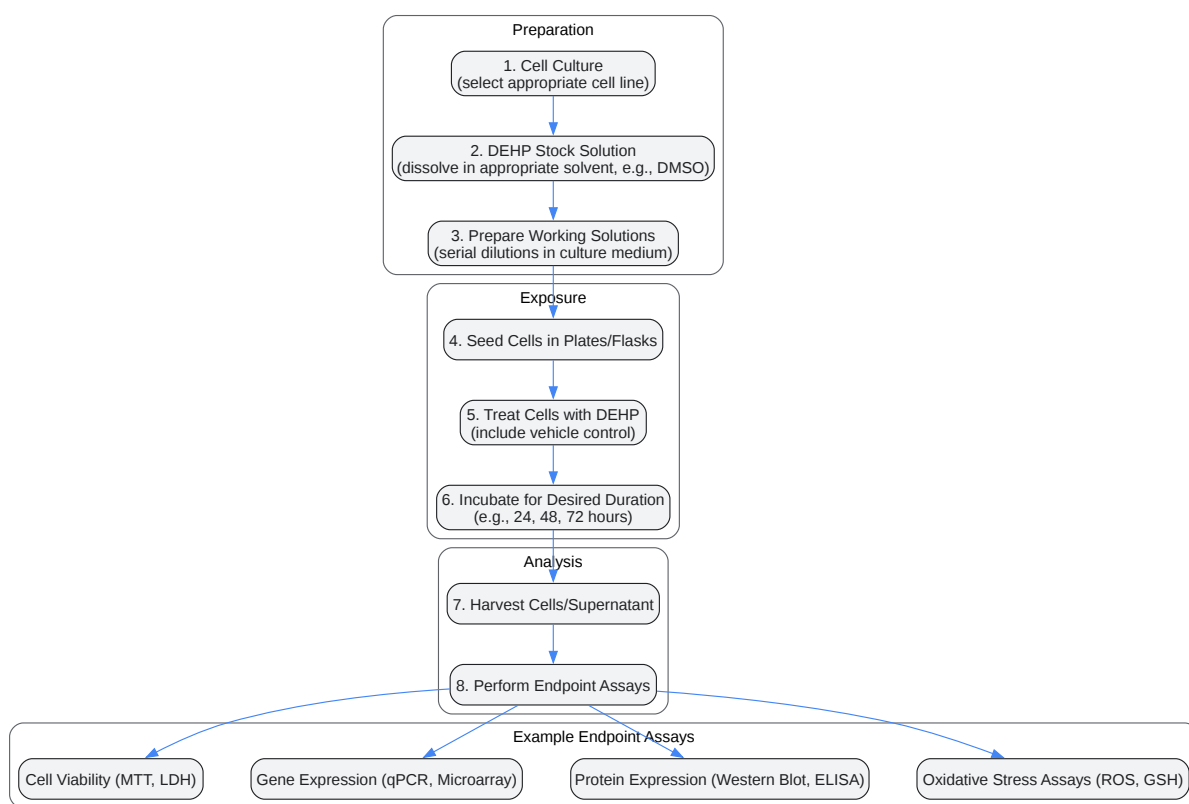 Preparation
1. Cell Culture
(select appropriate cell line)
2. DEHP Stock Solution
(dissolve in appropriate solvent, e.g., DMSO)
3. Prepare Working Solutions
(serial dilutions in culture medium)
Exposure
4. Seed Cells in Plates/Flasks
5. Treat Cells with DEHP
(include vehicle control)
6. Incubate for Desired Duration
(e.g., 24, 48, 72 hours)
Analysis
7. Harvest Cells/Supernatant
8. Perform Endpoint Assays
Example Endpoint Assays
Cell Viability (MTT, LDH)
Gene Expression (qPCR, Microarray)
Protein Expression (Western Blot, ELISA)
Oxidative Stress Assays (ROS, GSH)